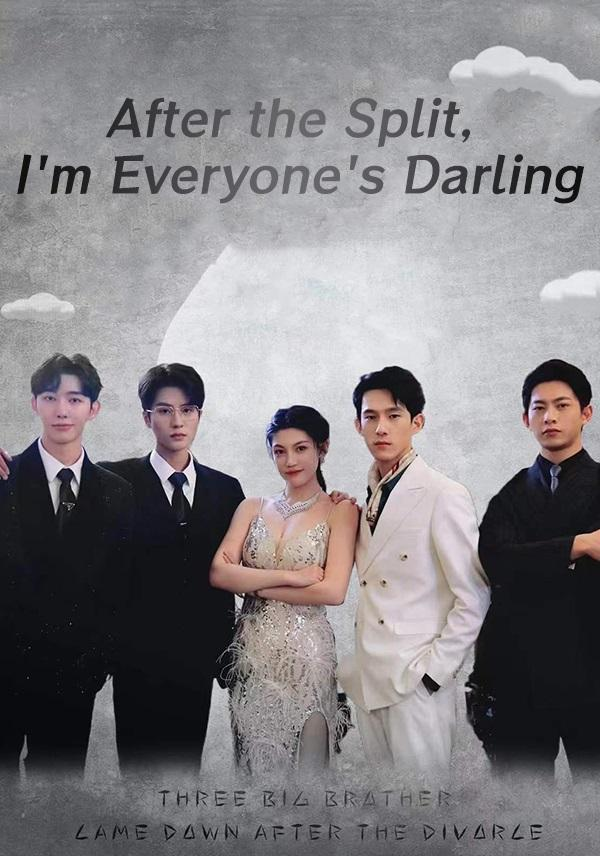 After the Split,
I'm Everyone's Darling
THREE BIG BRATHER
CAME DOWN AFTER THE DIVARCE